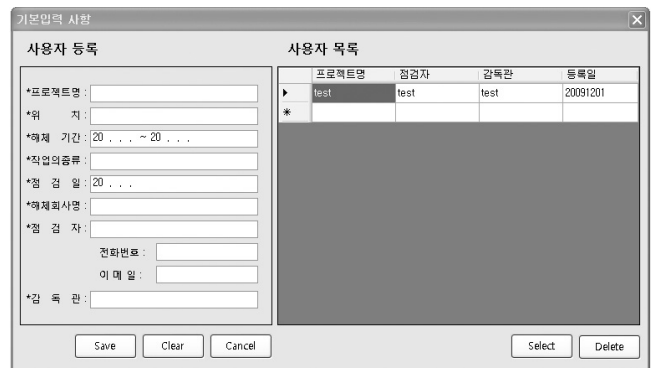 기본입력 사항
사용자 등록
*프로젝트명 :
*위 치 :
*해체 기간 : 20 . . . ~ 20 . . .
*작업의종류 :
*점 검 일 : 20 . . .
*해체회사명 :
*점 검 자 :
전화번호 :
이 메 일 :
*감 독 관 :
Save Clear Cancel
사용자 목록
프로젝트명 점검자 감독관 등록일
test test test 20091201
Select Delete